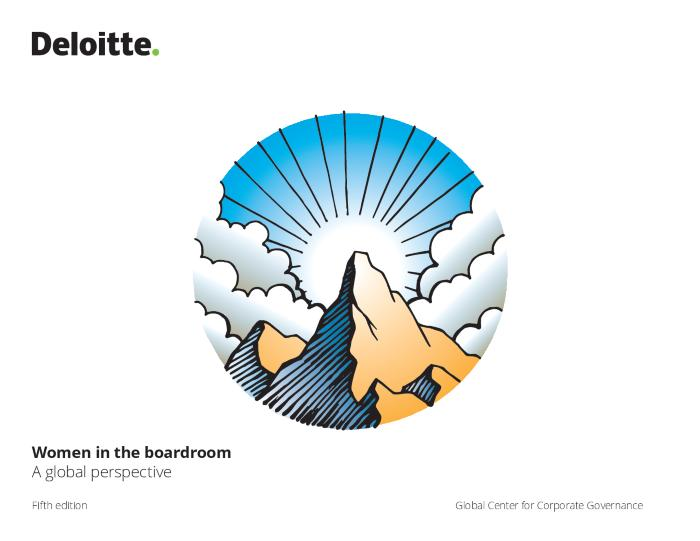 Deloitte.
Women in the boardroom
A global perspective
Fifth edition
Global Center for Corporate Governance